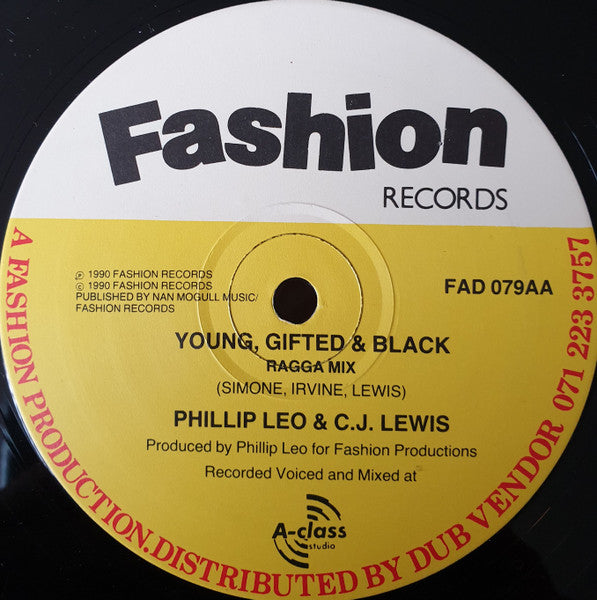 Fashion
RECORDS
℗ 1990 FASHION RECORDS
© 1990 FASHION RECORDS
PUBLISHED BY NAN MOGULL MUSIC/
FASHION RECORDS
FAD 079AA
YOUNG, GIFTED & BLACK
RAGGA MIX
(SIMONE, IRVINE, LEWIS)
PHILLIP LEO & C.J. LEWIS
Produced by Phillip Leo for Fashion Productions
Recorded Voiced and Mixed at
A-class
studio
A FASHION PRODUCTION.DISTRIBUTED BY DUB VENDOR 071 223 3757